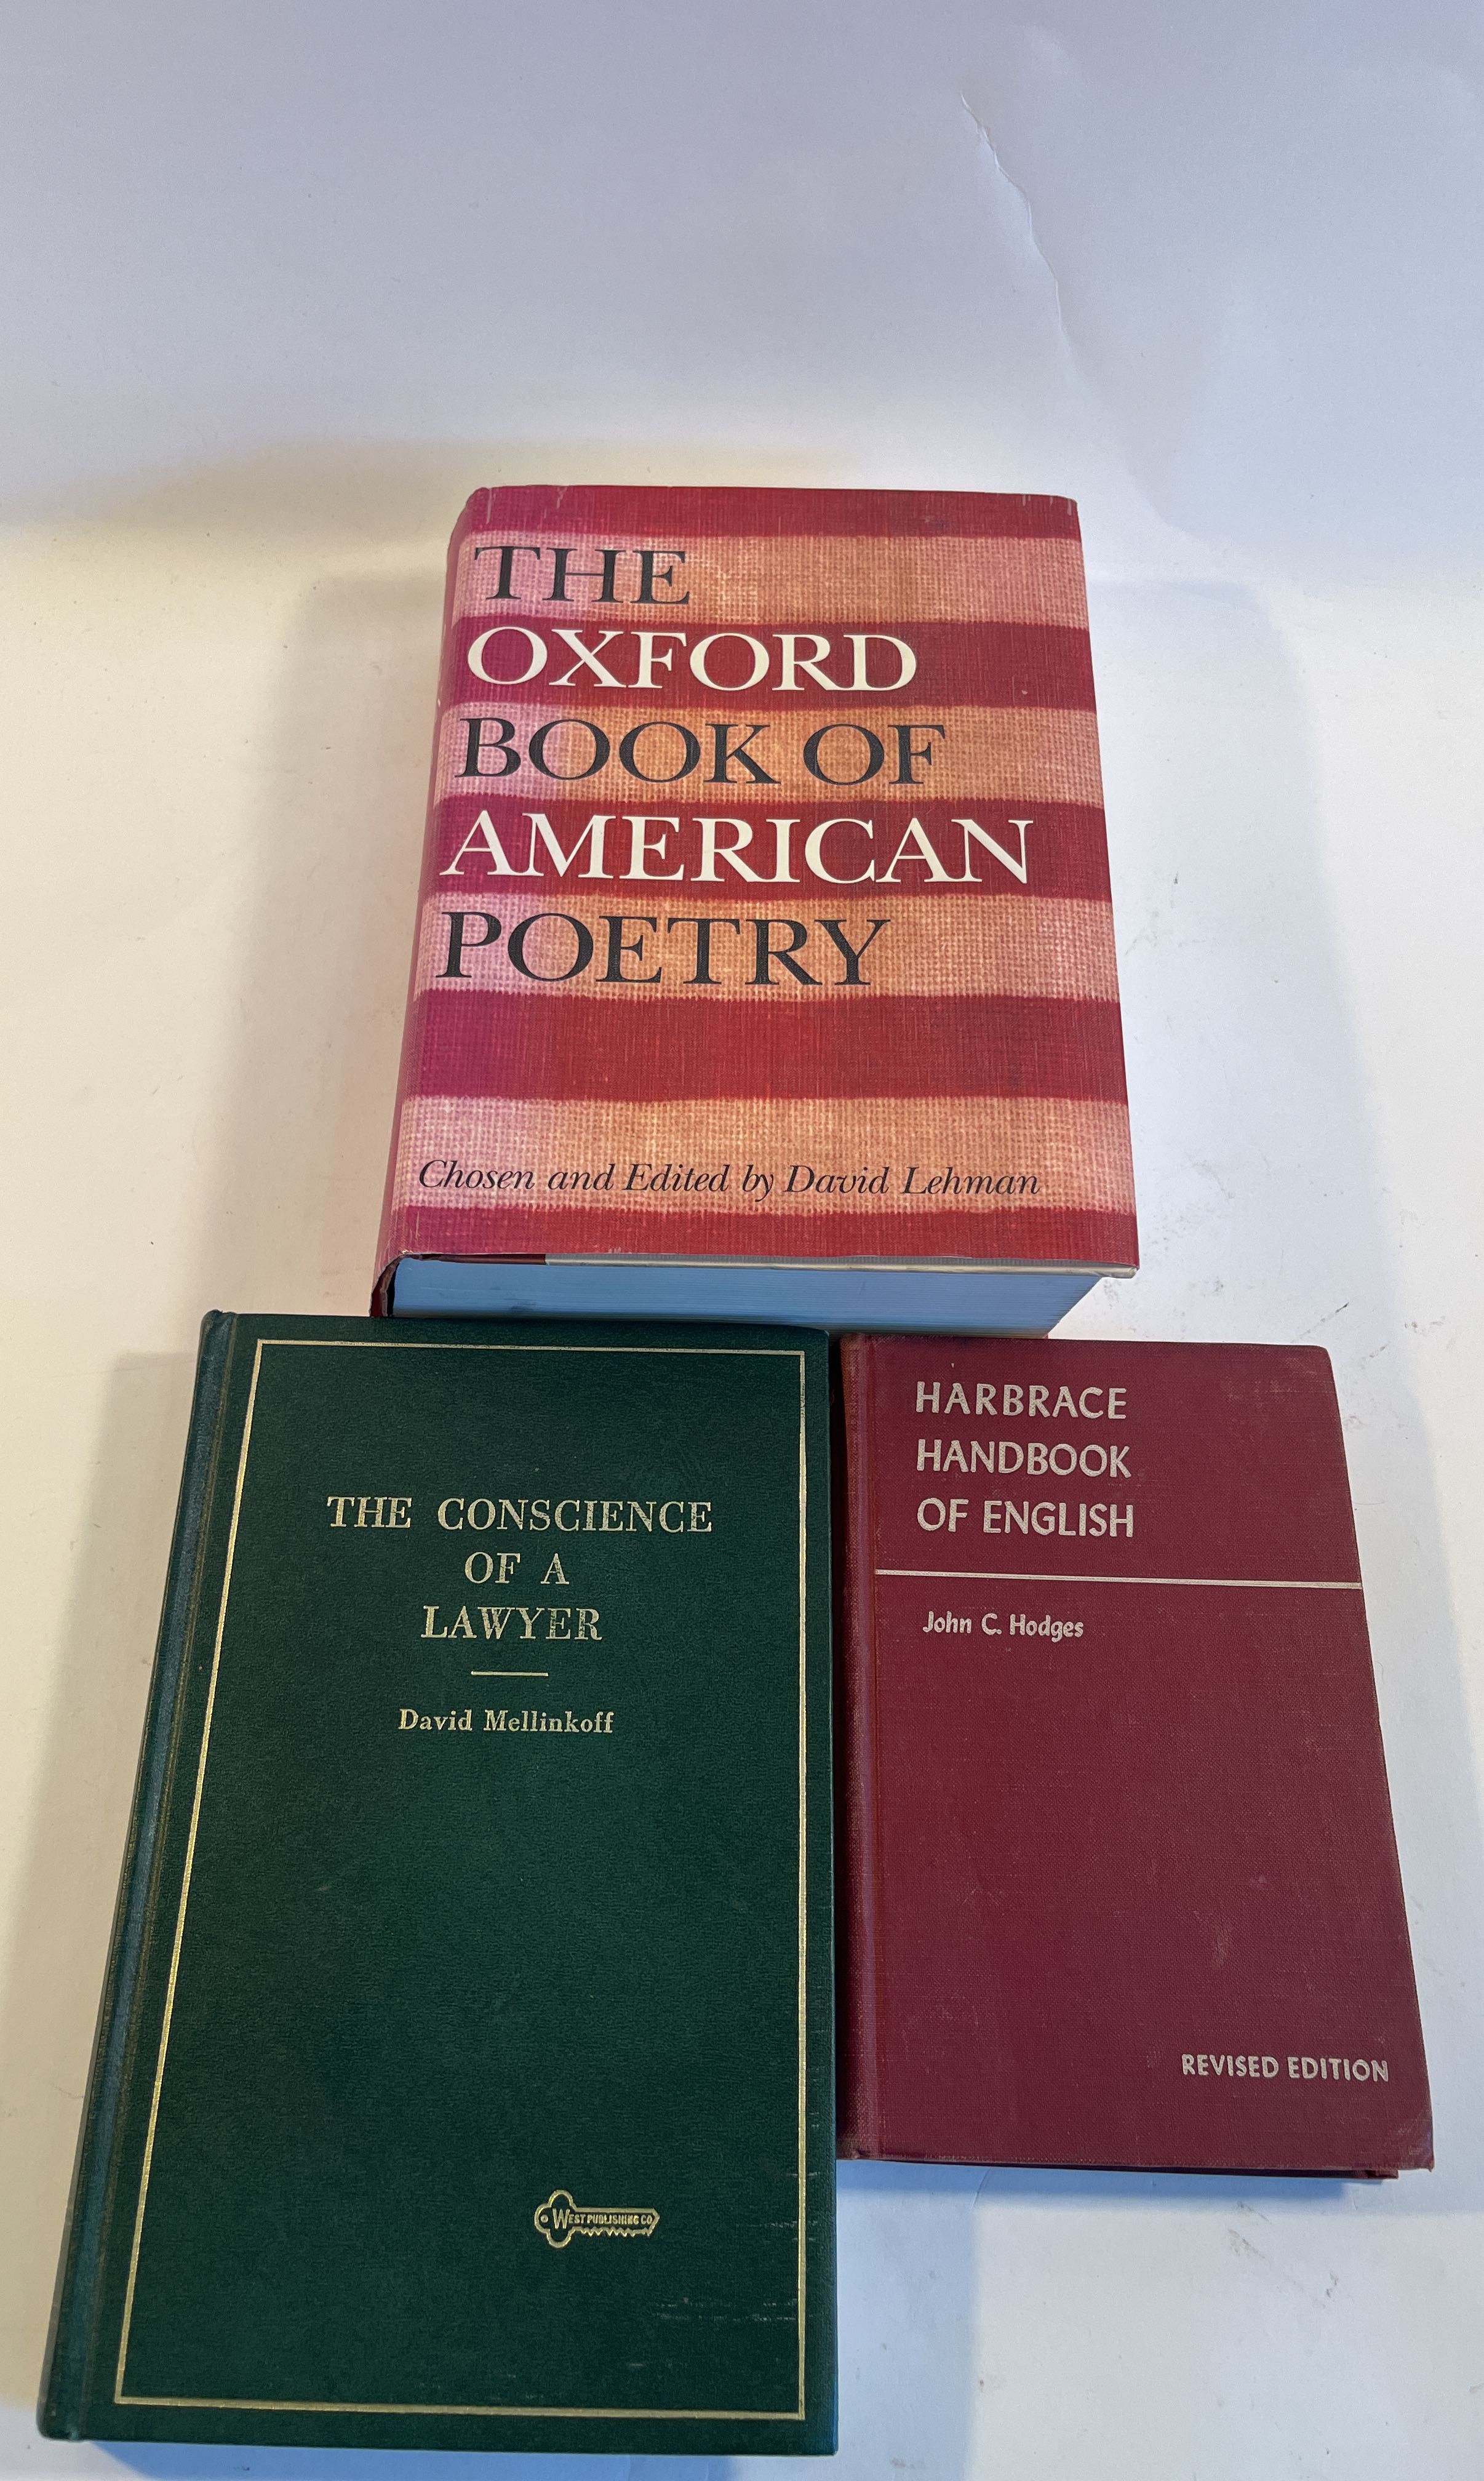 THE
OXFORD
BOOK OF
AMERICAN
POETRY
Chosen and Edited by David Lehman
THE CONSCIENCE
OF A
LAWYER
David Mellinkoff
WEST PUBLISHING CO
HARBRACE
HANDBOOK
OF ENGLISH
John C. Hodges
REVISED EDITION